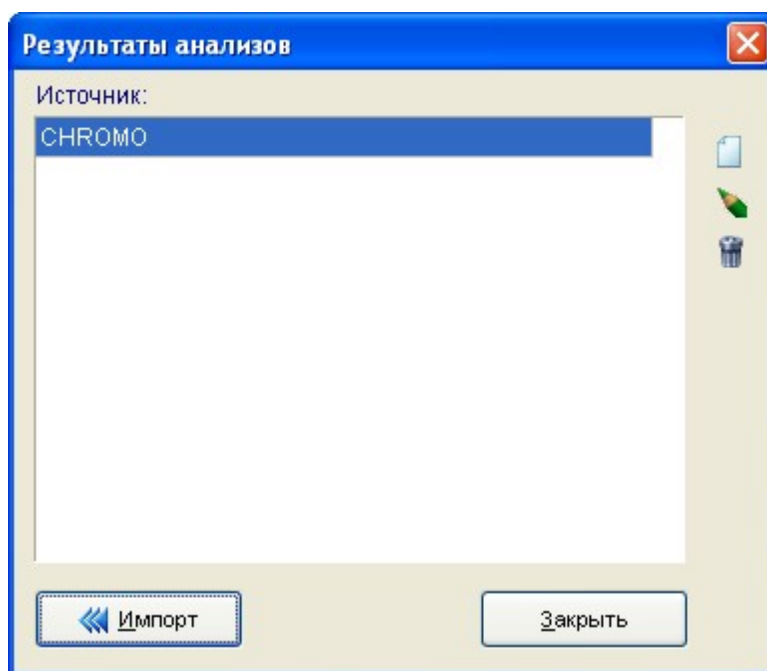 Результаты анализов
Источник:
CHROMO
Импорт
Закрыть